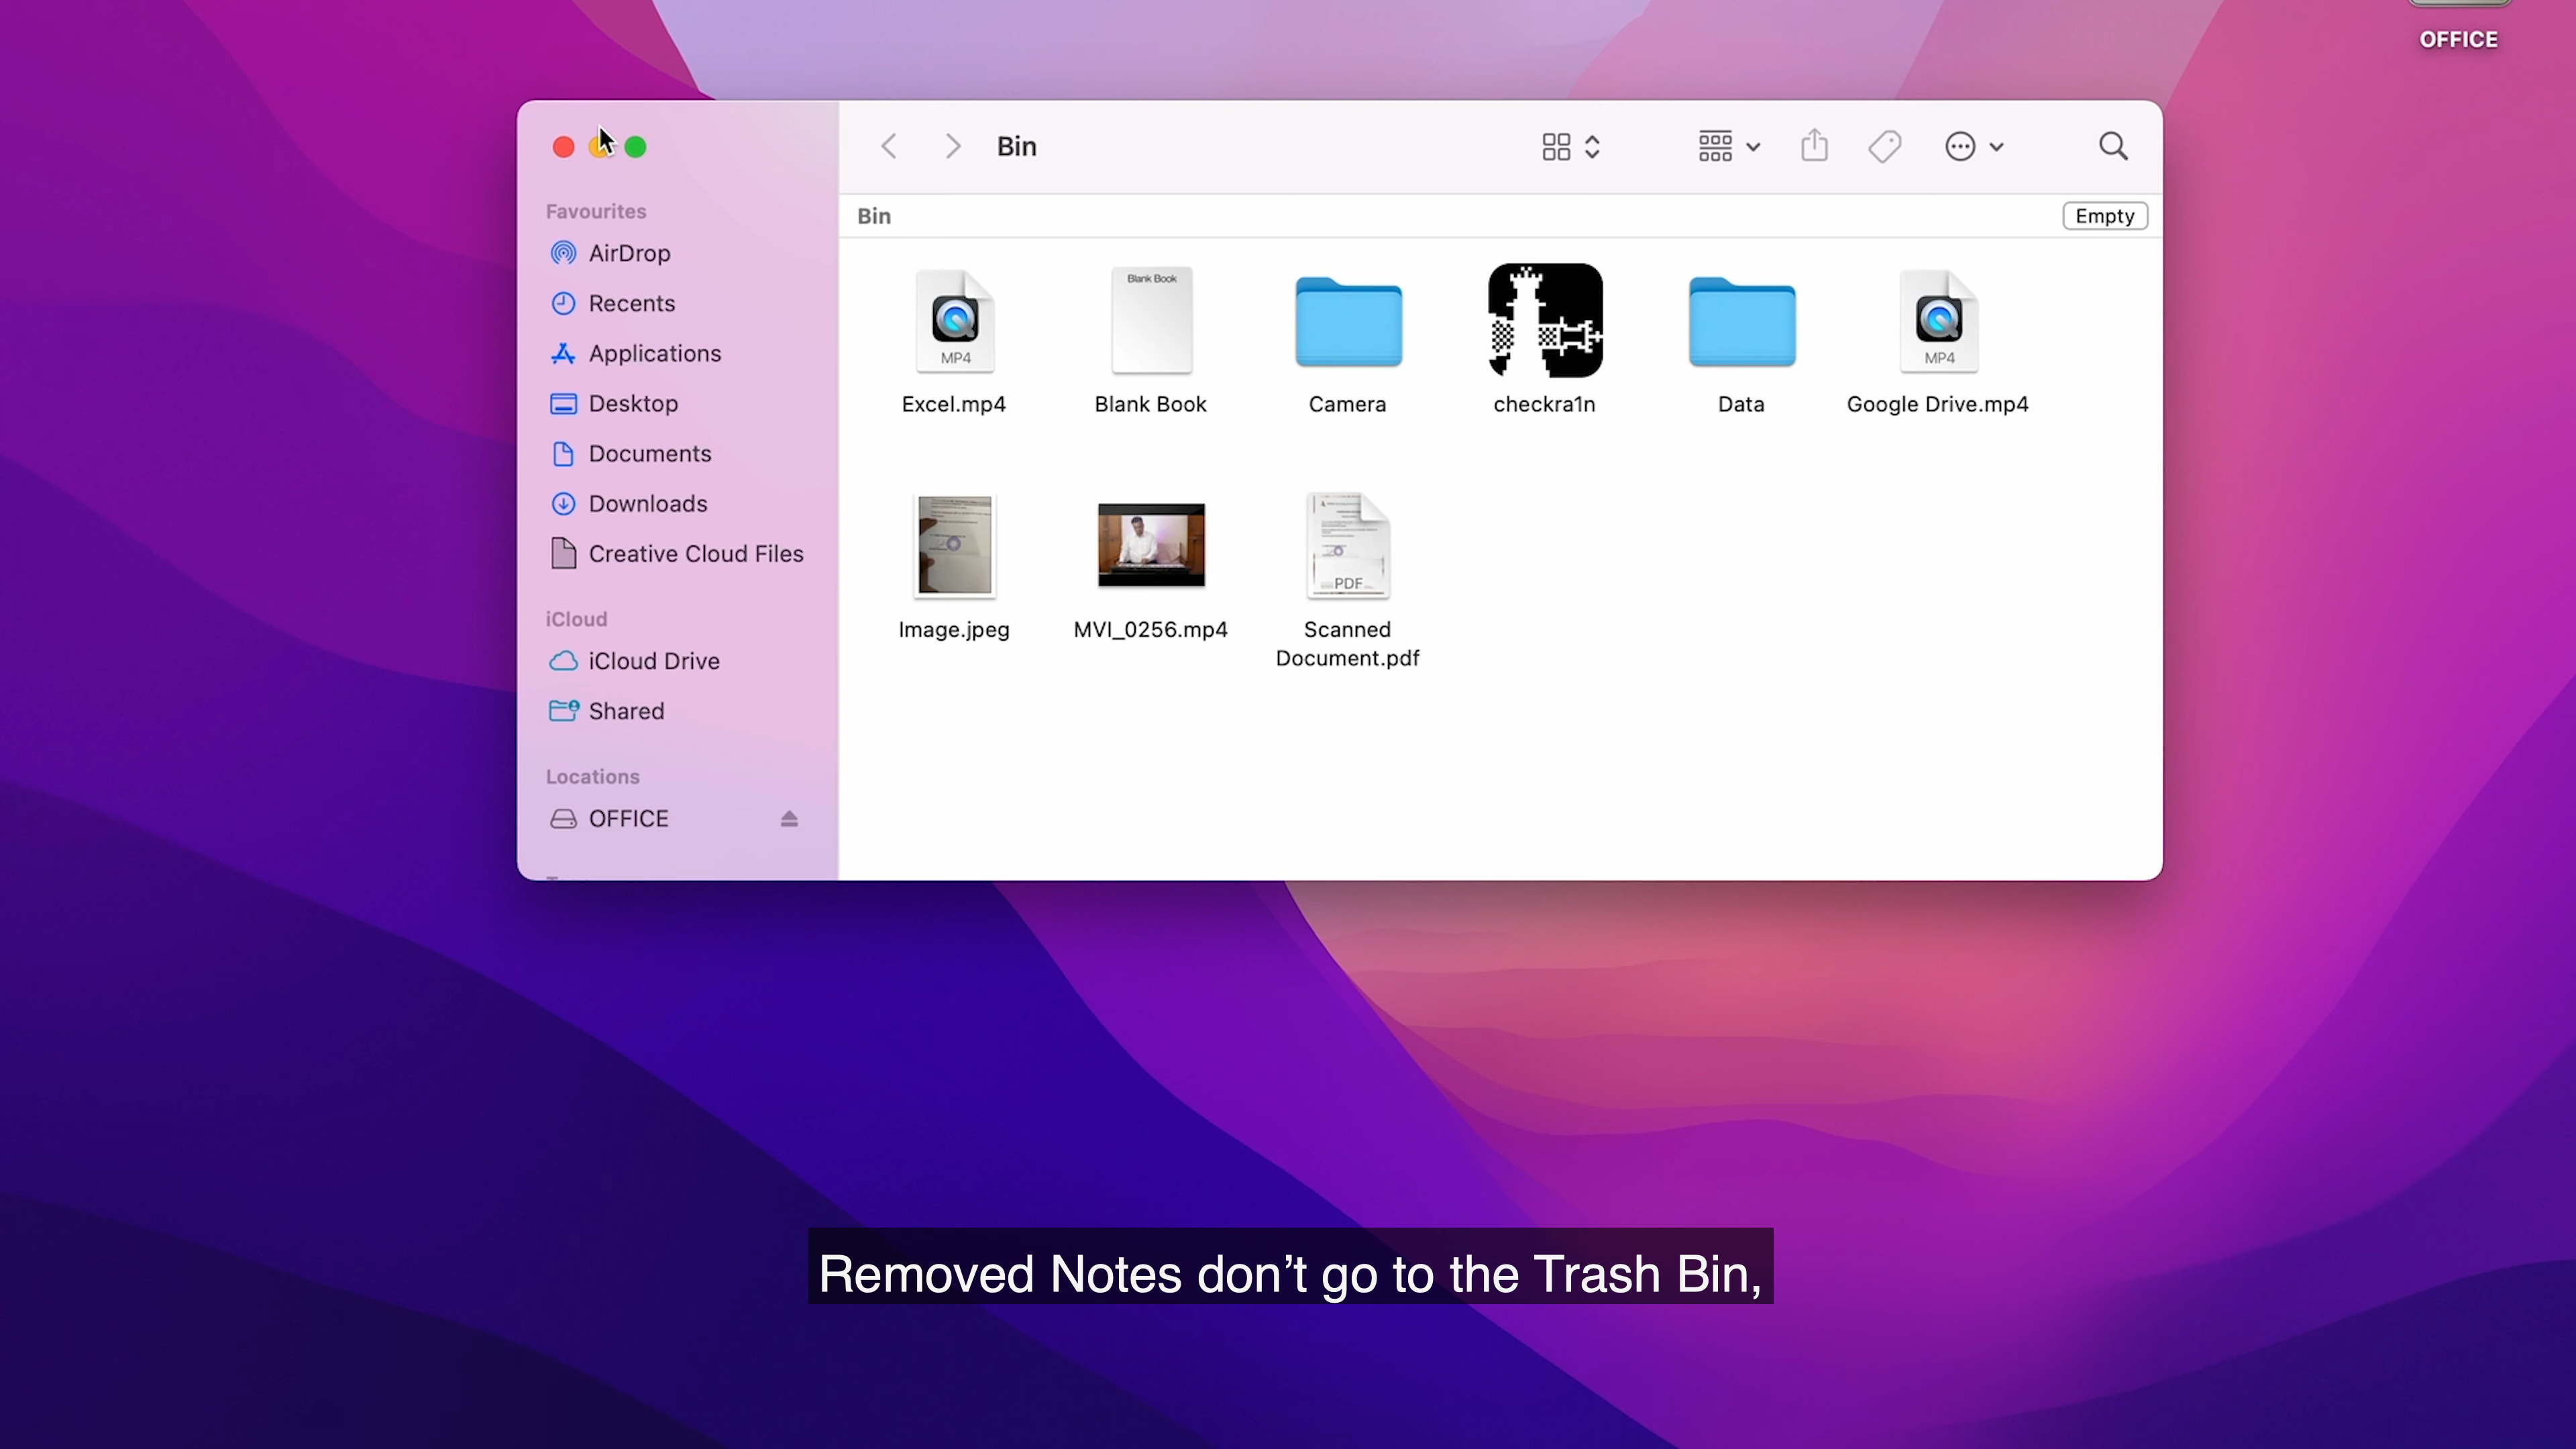 OFFICE
Bin
Favourites
AirDrop
Recents
Applications
Desktop
Documents
Downloads
Creative Cloud Files
iCloud
iCloud Drive
Shared
Locations
OFFICE
Bin
Empty
MP4
Excel.mp4
Blank Book
Blank Book
Camera
checkra1n
Data
MP4
Google Drive.mp4
Image.jpeg
MVI_0256.mp4
PDF
Scanned
Document.pdf
Removed Notes don’t go to the Trash Bin,